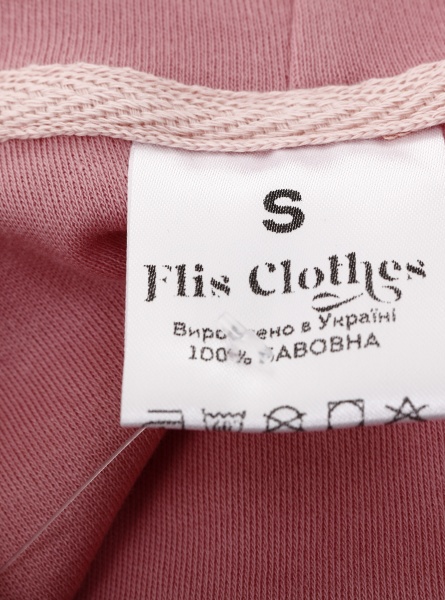 S
Flis Clothes
Вироблено в Україні
100% БАВОВНА